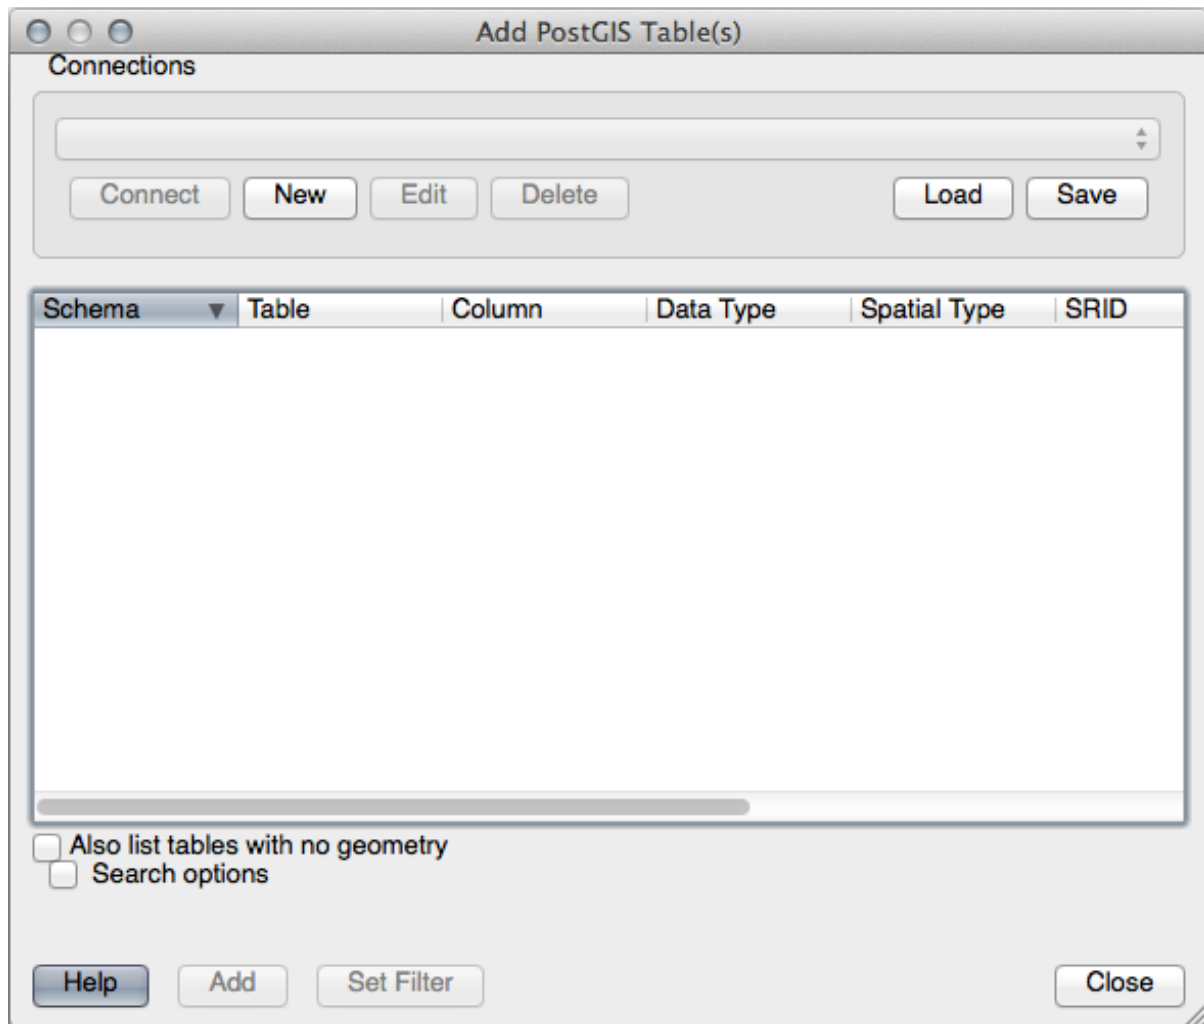 Add PostGIS Table(s)
Connections
Connect New Edit Delete Load Save
Schema Table Column Data Type Spatial Type SRID
Also list tables with no geometry
Search options
Help Add Set Filter Close